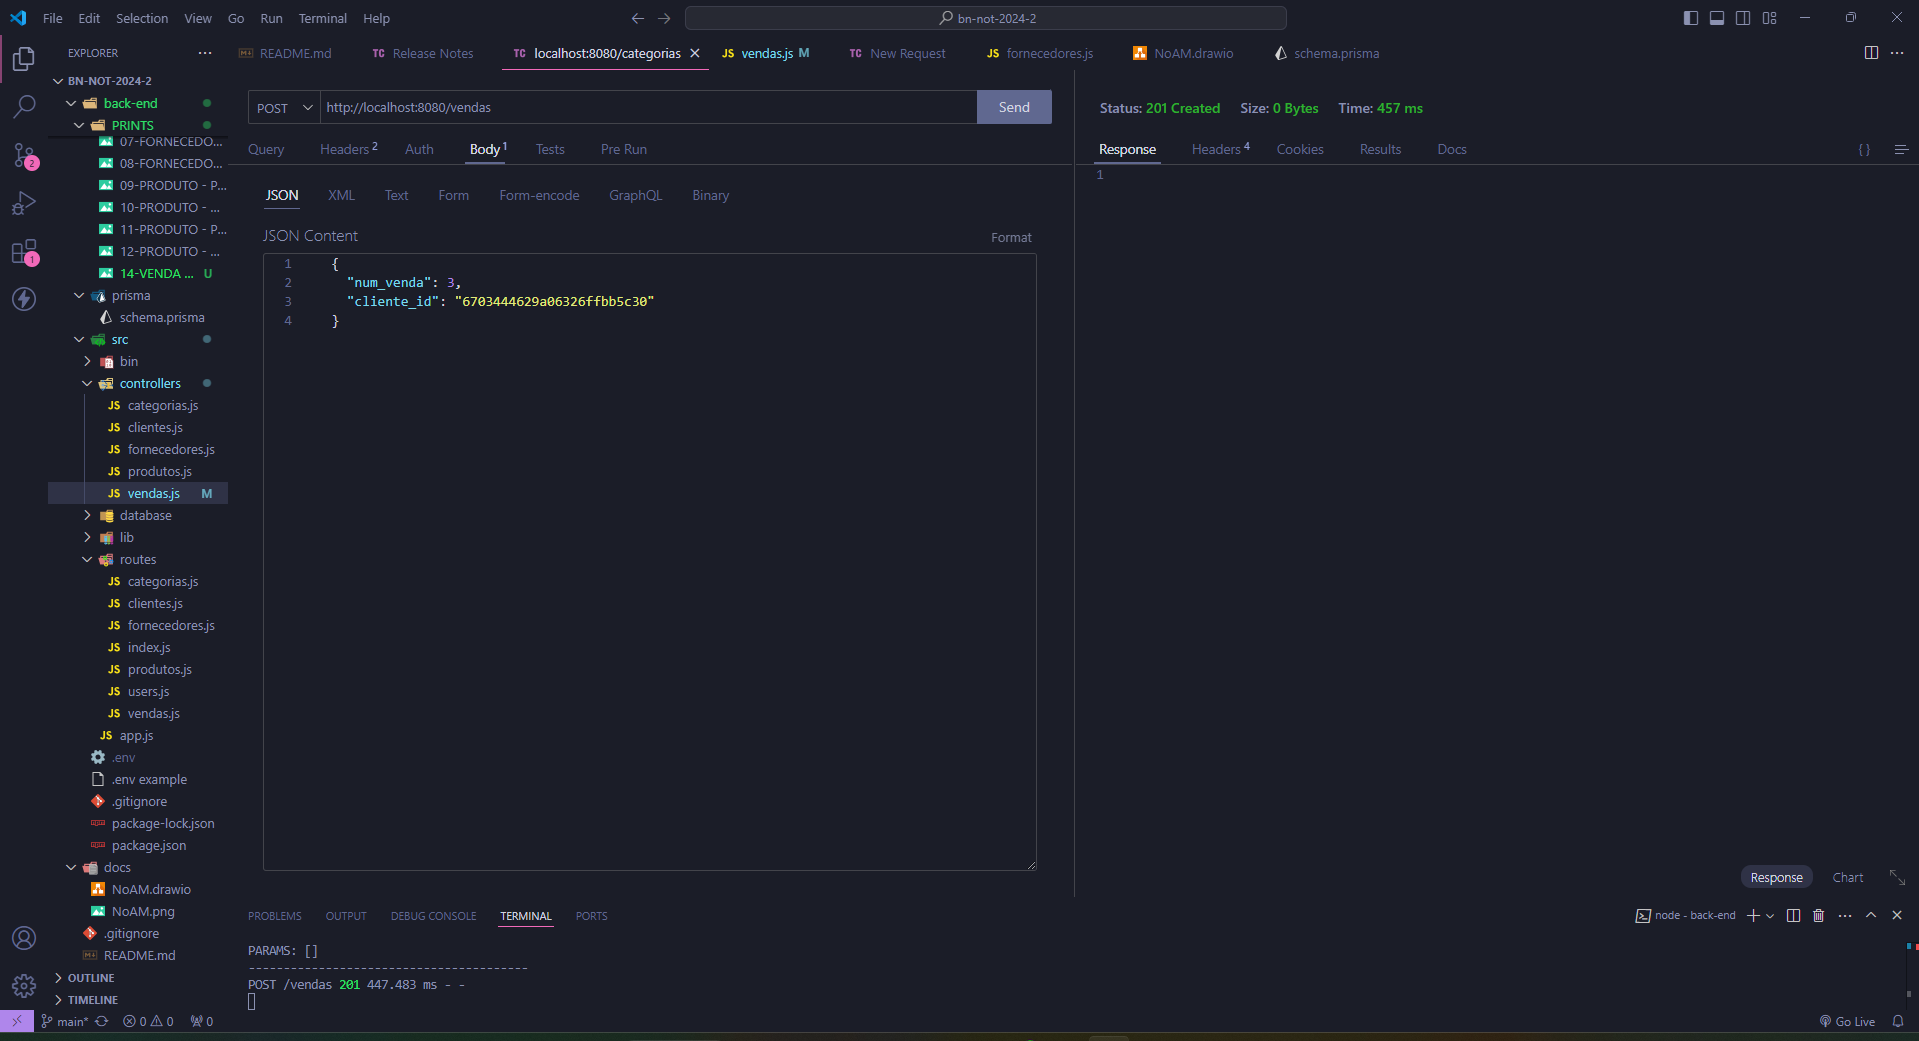 File Edit Selection View Go Run Terminal Help
bn-not-2024-2
EXPLORER
README.md
TC Release Notes
TC localhost:8080/categorias
JS vendas.js M
TC New Request
JS fornecedores.js
NoAM.drawio
schema.prisma
BN-NOT-2024-2
back-end
PRINTS
07-FORNECEDO...
08-FORNECEDO...
09-PRODUTO - P...
10-PRODUTO - ...
11-PRODUTO - P...
12-PRODUTO - ...
14-VENDA ... U
prisma
schema.prisma
src
bin
controllers
JS categorias.js
JS clientes.js
JS fornecedores.js
JS produtos.js
JS vendas.js M
database
lib
routes
JS categorias.js
JS clientes.js
JS fornecedores.js
JS index.js
JS produtos.js
JS users.js
JS vendas.js
JS app.js
.env
.env example
.gitignore
package-lock.json
package.json
docs
NoAM.drawio
NoAM.png
.gitignore
README.md
OUTLINE
TIMELINE
2
1
POST http://localhost:8080/vendas Send
Query Headers 2 Auth Body 1 Tests Pre Run
JSON XML Text Form Form-encode GraphQL Binary
JSON Content Format
1 {
2 "num_venda": 3,
3 "cliente_id": "6703444629a06326ffbb5c30"
4 }
Status: 201 Created Size: 0 Bytes Time: 457 ms
Response Headers 4 Cookies Results Docs { }
1
Response Chart
PROBLEMS OUTPUT DEBUG CONSOLE TERMINAL PORTS
node - back-end
PARAMS: []
----------------------------------------
POST /vendas 201 447.483 ms - -
main* 0 0 0
Go Live